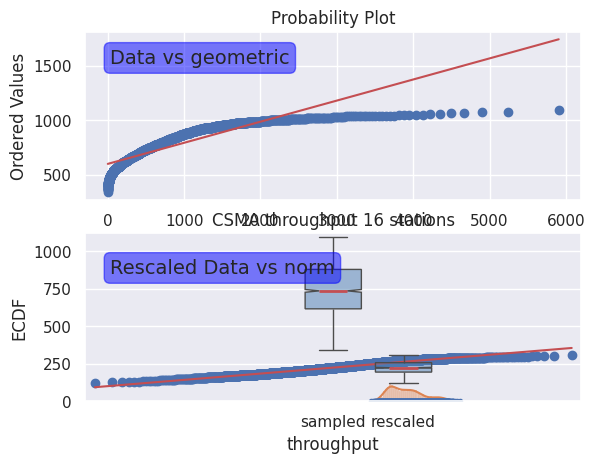 Probability Plot
Data vs geometric
Ordered Values
1500
1000
500
0 1000 2000 3000 4000 5000 6000
CSMA throughput 16 stations
Rescaled Data vs norm
ECDF
1000
750
500
250
0
sampled rescaled
throughput